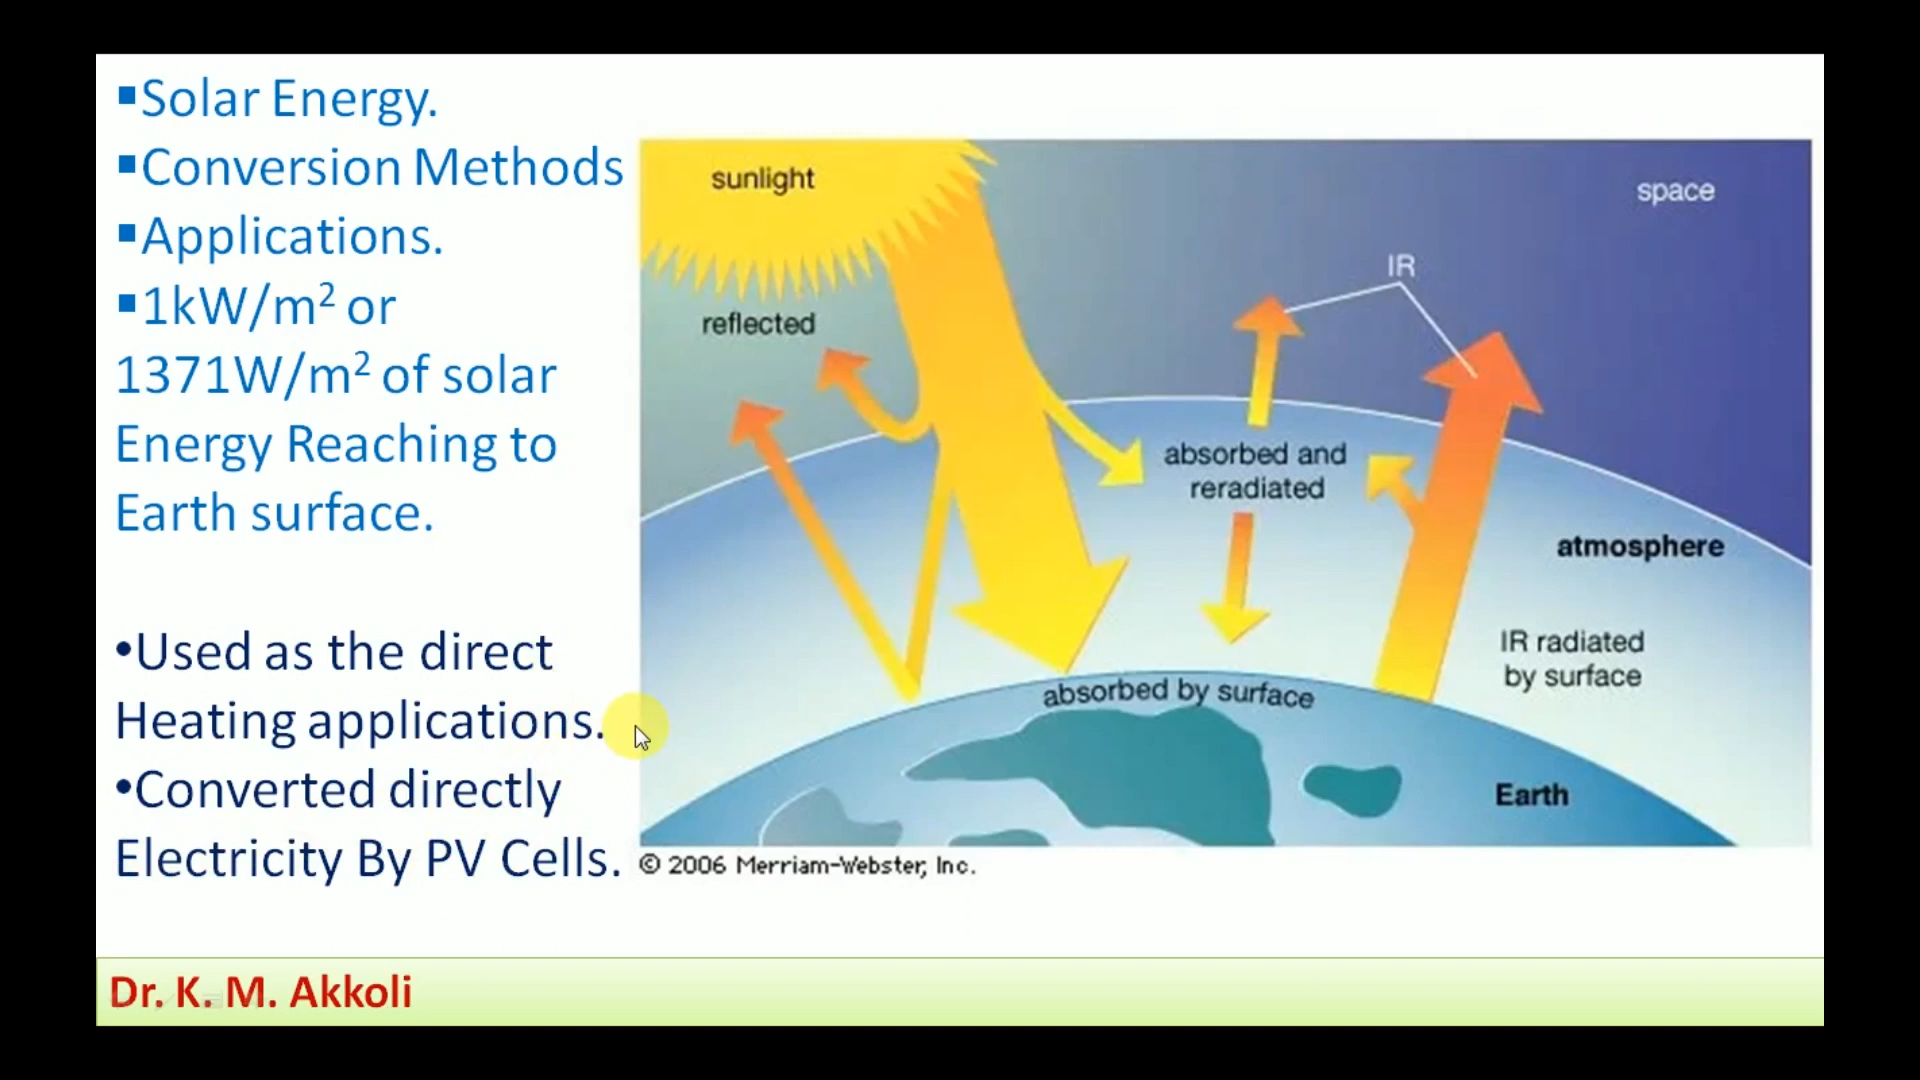 ▪Solar Energy.
▪Conversion Methods
▪Applications.
▪1kW/m² or
1371W/m² of solar
Energy Reaching to
Earth surface.
•Used as the direct
Heating applications.
•Converted directly
Electricity By PV Cells.
sunlight
space
IR
reflected
absorbed and
reradiated
atmosphere
IR radiated
by surface
absorbed by surface
Earth
© 2006 Merriam-Webster, Inc.
Dr. K. M. Akkoli